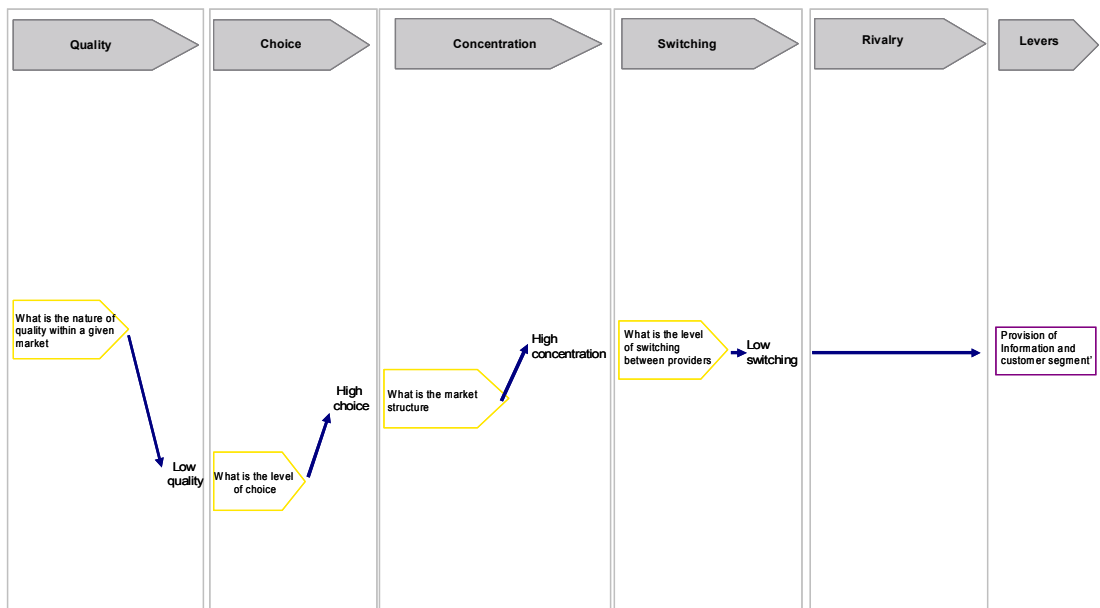 Quality
Choice
Concentration
Switching
Rivalry
Levers
What is the nature of
quality within a given
market
Low
quality
What is the level
of choice
High
choice
What is the market
structure
High
concentration
What is the level
of switching
between providers
Low
switching
Provision of
Information and
customer segment’